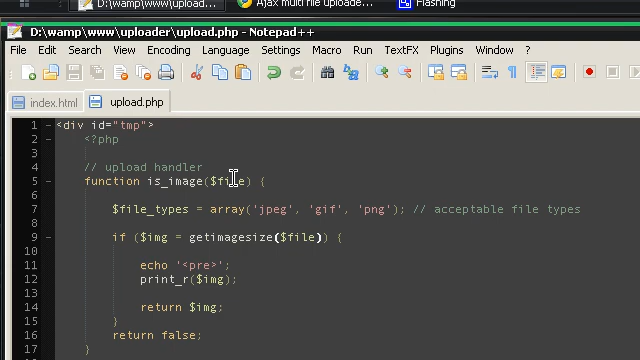 D:\wamp\www\upload...
Ajax multi file uploade...
Flashing
D:\wamp\www\uploader\upload.php - Notepad++
File Edit Search View Encoding Language Settings Macro Run TextFX Plugins Window ?
index.html upload.php
1 <div id="tmp">
2 <?php
3
4 // upload handler
5 function is_image($file) {
6
7 $file_types = array('jpeg', 'gif', 'png'); // acceptable file types
8
9 if ($img = getimagesize($file)) {
10
11 echo '<pre>';
12 print_r($img);
13
14 return $img;
15 }
16 return false;
17 }